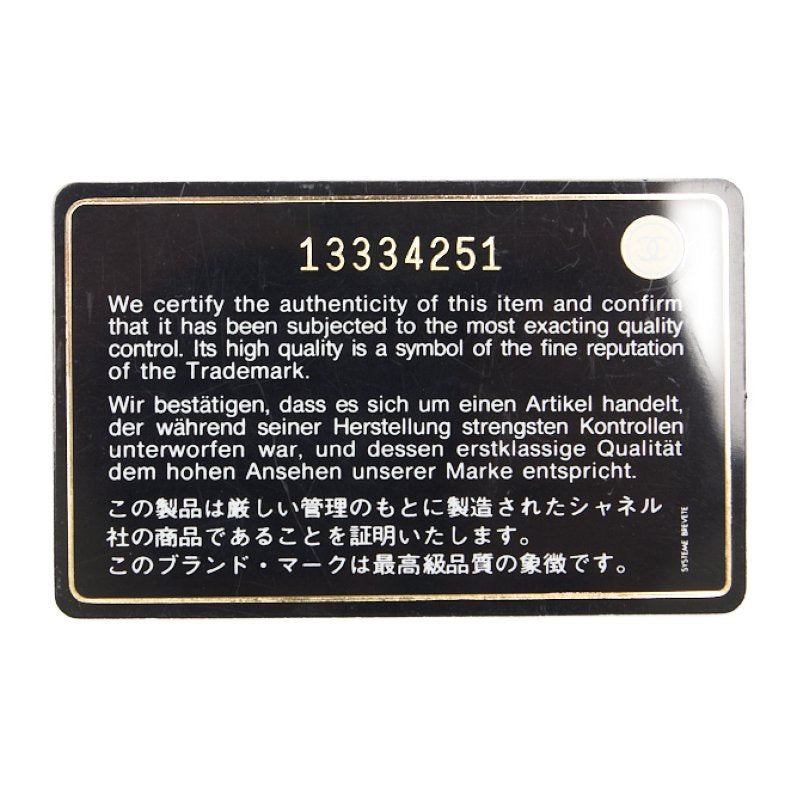 13334251
We certify the authenticity of this item and confirm
that it has been subjected to the most exacting quality
control. Its high quality is a symbol of the fine reputation
of the Trademark.
Wir bestätigen, dass es sich um einen Artikel handelt,
der während seiner Herstellung strengsten Kontrollen
unterworfen war, und dessen erstklassige Qualität
dem hohen Ansehen unserer Marke entspricht.
この製品は厳しい管理のもとに製造されたシャネル
社の商品であることを証明いたします。
このブランド・マークは最高級品質の象徴です。
SYSTEME BREVETE